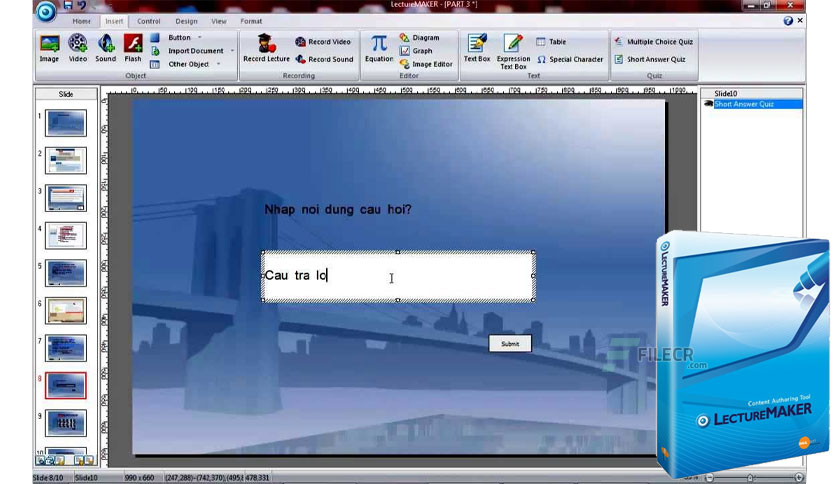 LectureMAKER - [PART 3 *]
Home Insert Control Design View Format
Image Video Sound Flash Button Import Document Other Object
Object
Record Lecture Record Video Record Sound
Recording
Equation Diagram Graph Image Editor
Editor
Text Box Expression Text Box Table Special Character
Text
Multiple Choice Quiz
Short Answer Quiz
Quiz
Slide
1
2
3
4
5
6
7
8
9
10
Slide10
Short Answer Quiz
Nhap noi dung cau hoi?
Cau tra lo
Submit
FILECR
.com
LECTUREMAKER
Content Authoring Tool
LECTUREMAKER
Slide 8/10 Slide10 990 x 660 (247,288)~(742,370),(495, 478,331